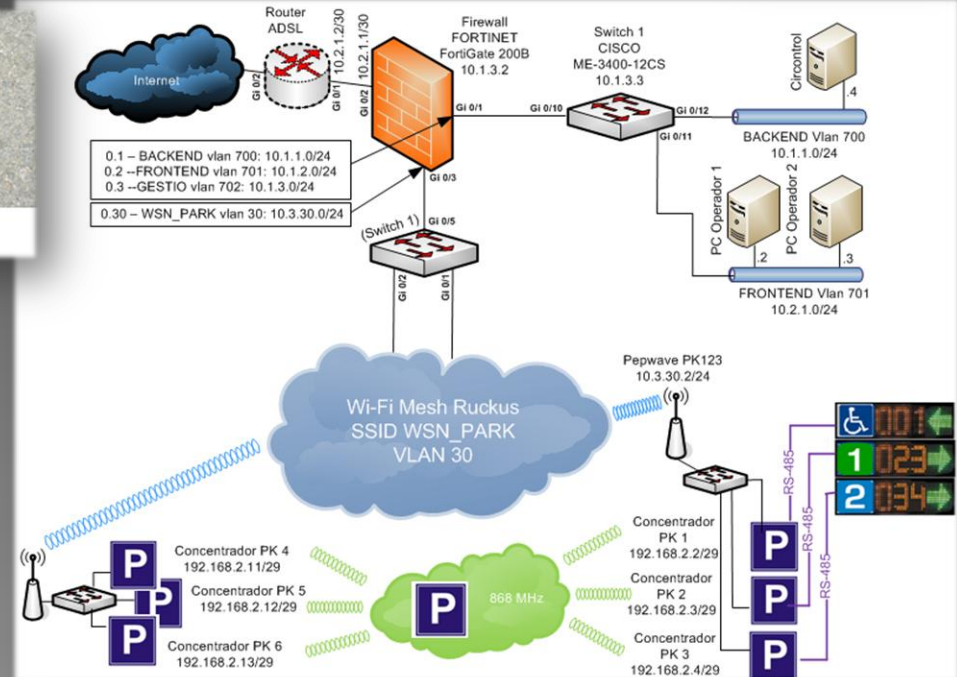 Router
ADSL
Internet
Gi 0/2
Gi 0/1
10.2.1.2/30
10.2.1.1/30
Gi 0/2
Firewall
FORTINET
FortiGate 200B
10.1.3.2
Gi 0/1
Gi 0/3
Gi 0/10
Switch 1
CISCO
ME-3400-12CS
10.1.3.3
Gi 0/12
Gi 0/11
Circontrol
.4
BACKEND Vlan 700
10.1.1.0/24
0.1 – BACKEND vlan 700: 10.1.1.0/24
0.2 --FRONTEND vlan 701: 10.1.2.0/24
0.3 --GESTIO vlan 702: 10.1.3.0/24
0.30 – WSN_PARK vlan 30: 10.3.30.0/24
PC Operador 1
PC Operador 2
.2
.3
FRONTEND Vlan 701
10.2.1.0/24
(Switch 1)
Gi 0/5
Gi 0/2
Gi 0/1
Wi-Fi Mesh Ruckus
SSID WSN_PARK
VLAN 30
Pepwave PK123
10.3.30.2/24
001
1 023
2 034
RS-485
RS-485
RS-485
Concentrador
PK 1
192.168.2.2/29
Concentrador
PK 2
192.168.2.3/29
Concentrador
PK 3
192.168.2.4/29
P
P
P
868 MHz
P
Concentrador PK 4
192.168.2.11/29
Concentrador PK 5
192.168.2.12/29
Concentrador PK 6
192.168.2.13/29
P
P
P